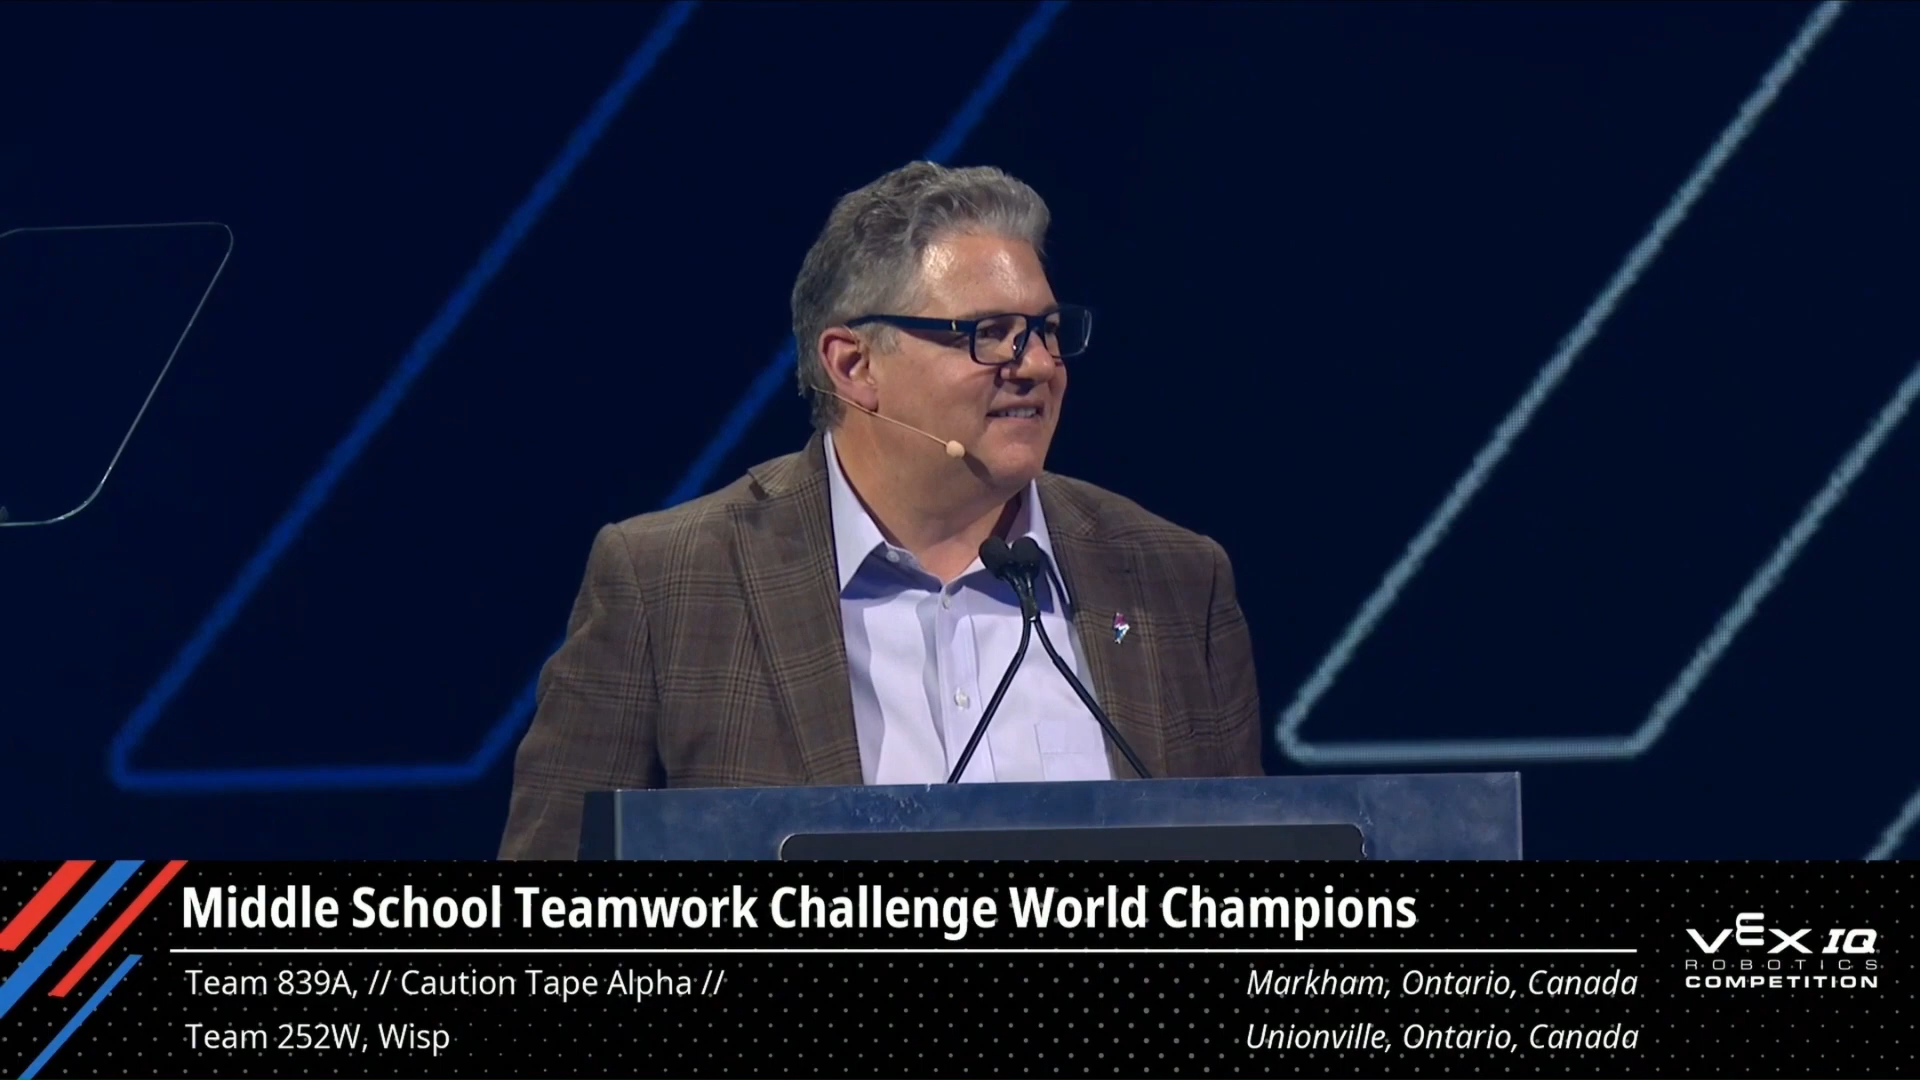 Middle School Teamwork Challenge World Champions
Team 839A, // Caution Tape Alpha //
Markham, Ontario, Canada
Team 252W, Wisp
Unionville, Ontario, Canada
VEX IQ
ROBOTICS
COMPETITION